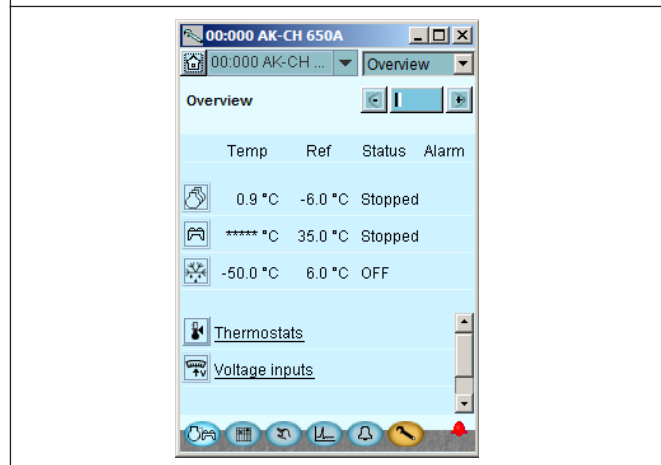 00:000 AK-CH 650A
00:000 AK-CH ... Overview
Overview
Temp Ref Status Alarm
0.9 °C -6.0 °C Stopped
***** °C 35.0 °C Stopped
-50.0 °C 6.0 °C OFF
Thermostats
Voltage inputs